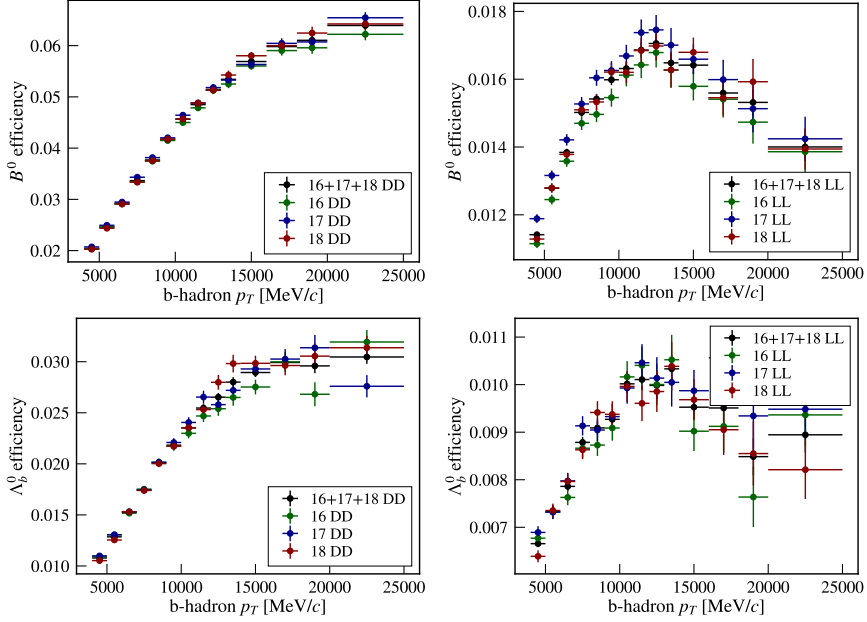 0.06
0.05
0.04
0.03
0.02
B⁰ efficiency
16+17+18 DD
16 DD
17 DD
18 DD
5000 10000 15000 20000 25000
b-hadron p_T [MeV/c]
0.018
0.016
0.014
0.012
B⁰ efficiency
16+17+18 LL
16 LL
17 LL
18 LL
5000 10000 15000 20000 25000
b-hadron p_T [MeV/c]
0.030
0.025
0.020
0.015
0.010
Λ_b⁰ efficiency
16+17+18 DD
16 DD
17 DD
18 DD
5000 10000 15000 20000 25000
b-hadron p_T [MeV/c]
0.011
0.010
0.009
0.008
0.007
Λ_b⁰ efficiency
16+17+18 LL
16 LL
17 LL
18 LL
5000 10000 15000 20000 25000
b-hadron p_T [MeV/c]